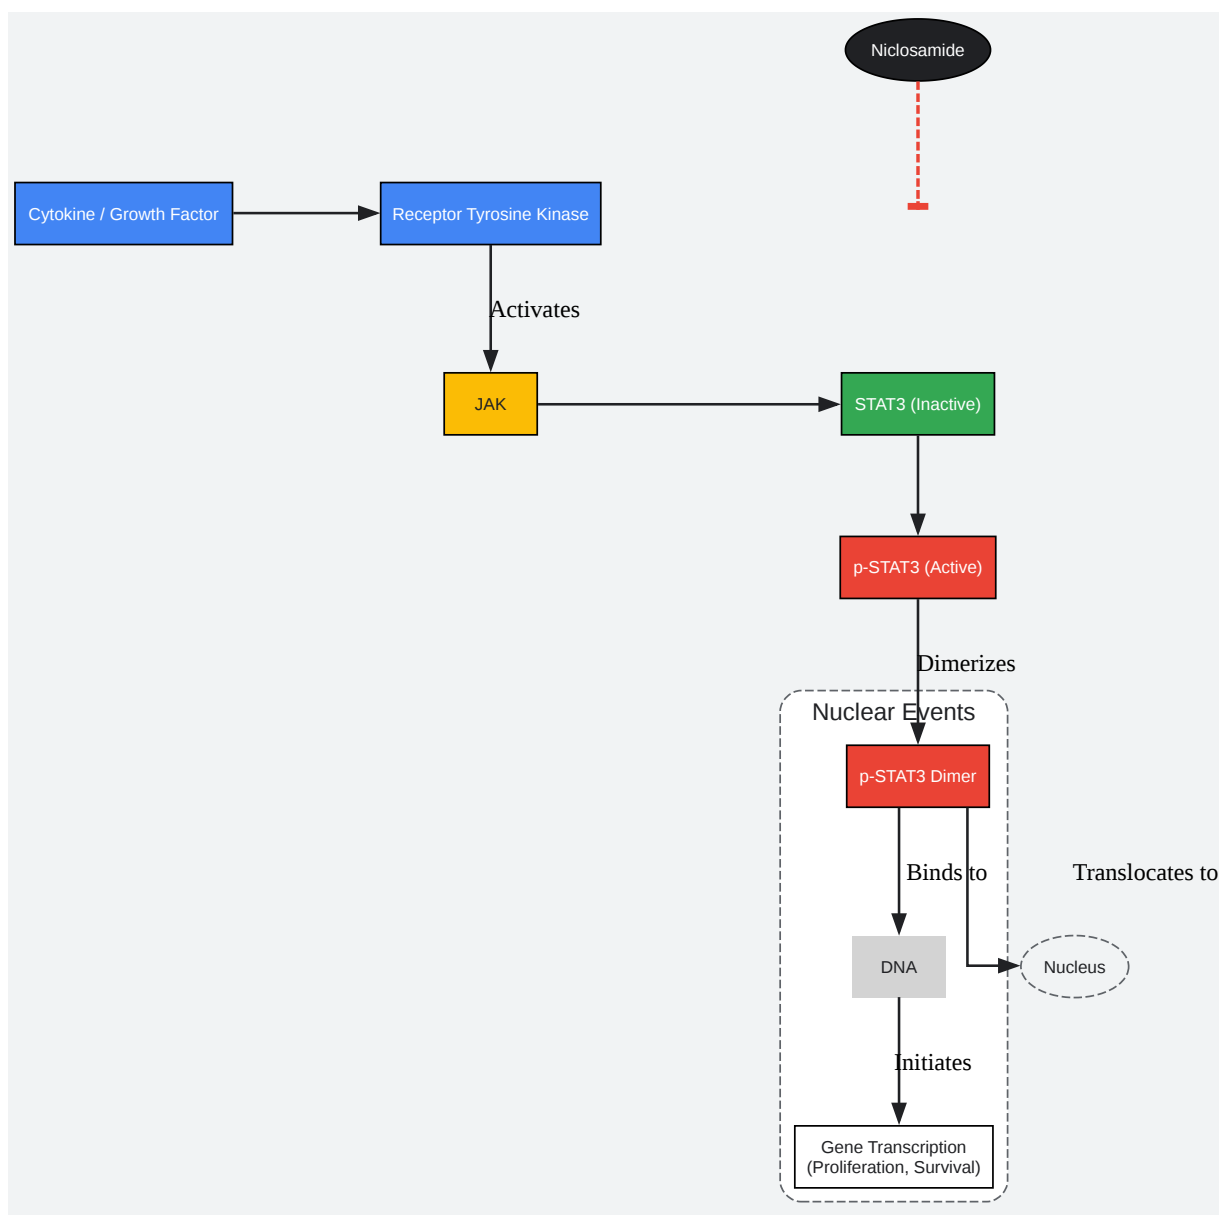 Niclosamide
Cytokine / Growth Factor
Receptor Tyrosine Kinase
Activates
JAK
STAT3 (Inactive)
p-STAT3 (Active)
Dimerizes
Nuclear Events
p-STAT3 Dimer
Binds to
Translocates to
DNA
Nucleus
Initiates
Gene Transcription
(Proliferation, Survival)